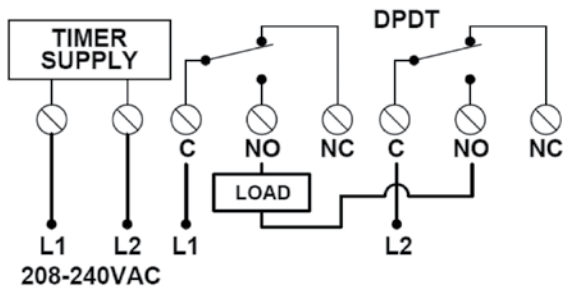 TIMER
SUPPLY
DPDT
C NO NC C NO NC
LOAD
L1 L2 L1 L2
208-240VAC